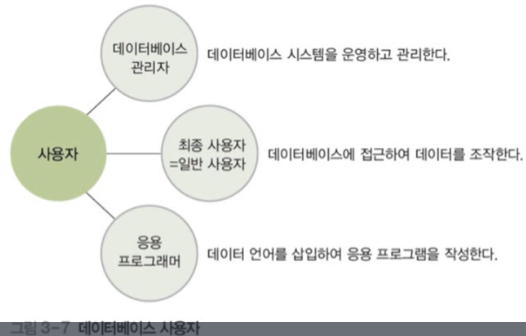 데이터베이스
관리자
데이터베이스 시스템을 운영하고 관리한다.
사용자
최종 사용자
=일반 사용자
데이터베이스에 접근하여 데이터를 조작한다.
응용
프로그래머
데이터 언어를 삽입하여 응용 프로그램을 작성한다.
그림 3-7 데이터베이스 사용자